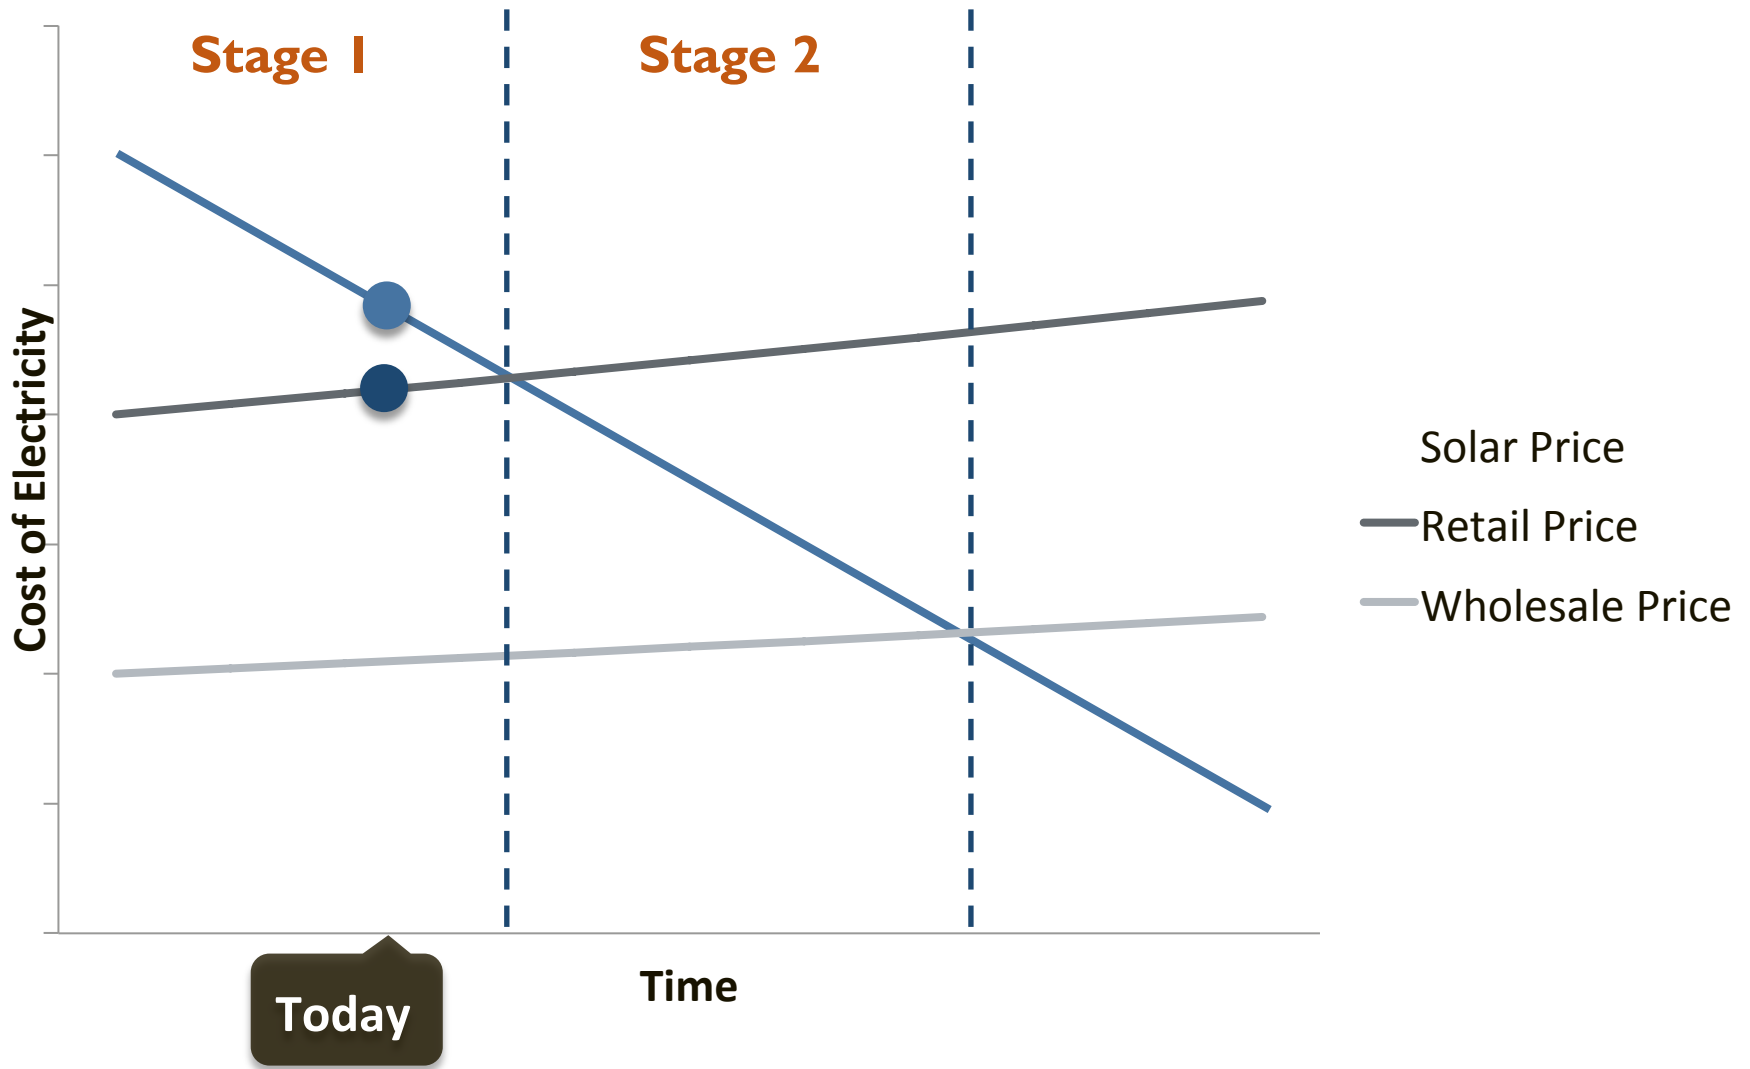 Stage 1
Stage 2
Cost of Electricity
Solar Price
Retail Price
Wholesale Price
Time
Today